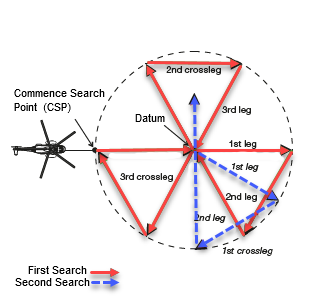 2nd crossleg
Commence Search
Point (CSP)
3rd leg
Datum
1st leg
1st leg
3rd crossleg
2nd leg
2nd leg
1st crossleg
First Search
Second Search